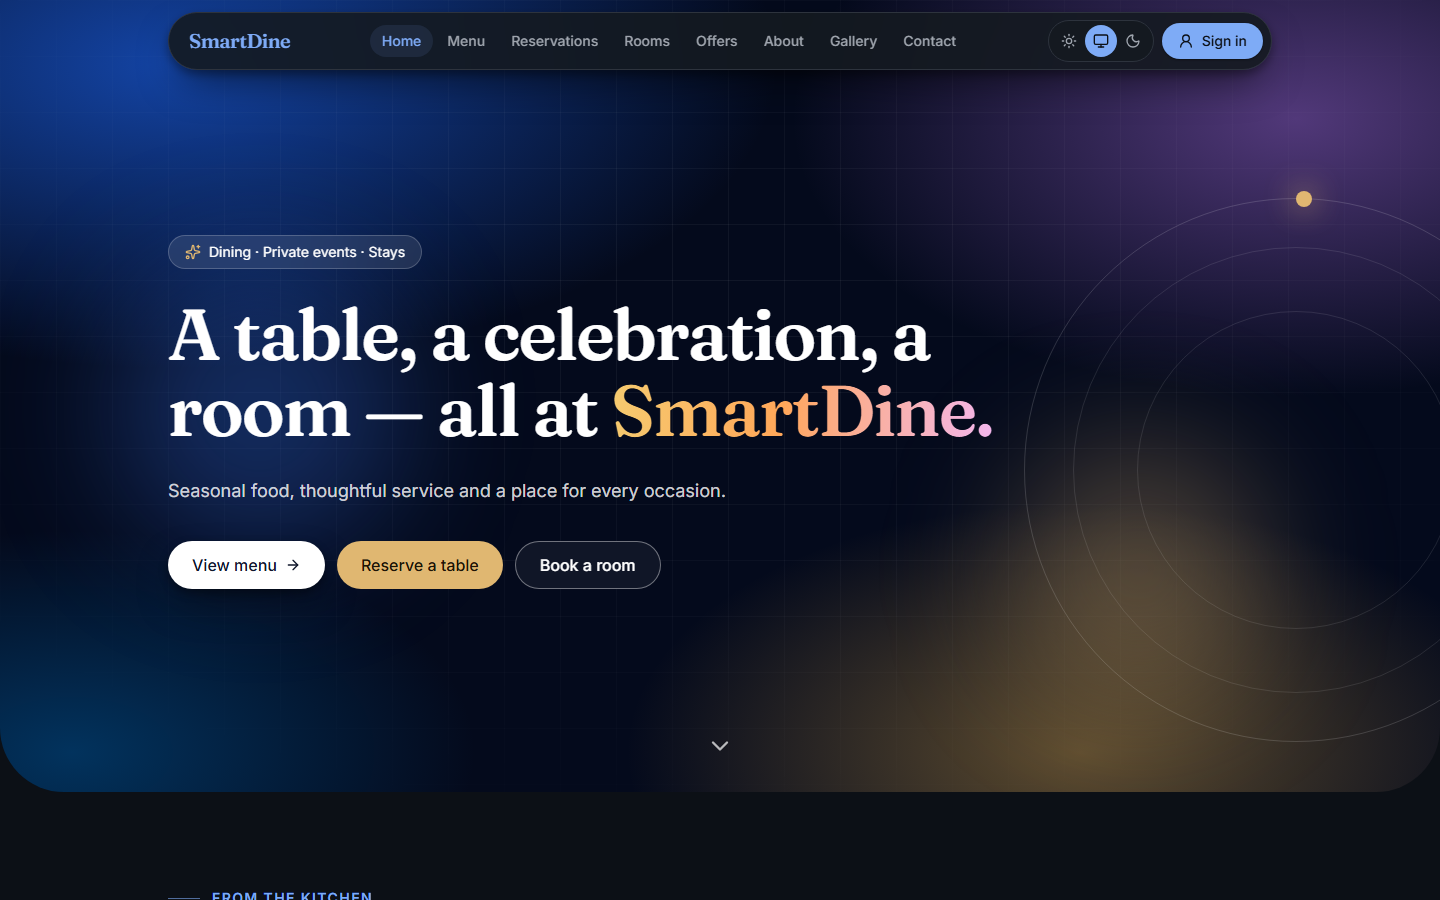 SmartDine
Home Menu Reservations Rooms Offers About Gallery Contact
Sign in
Dining · Private events · Stays
A table, a celebration, a
room — all at SmartDine.
Seasonal food, thoughtful service and a place for every occasion.
View menu
Reserve a table
Book a room
FROM THE KITCHEN